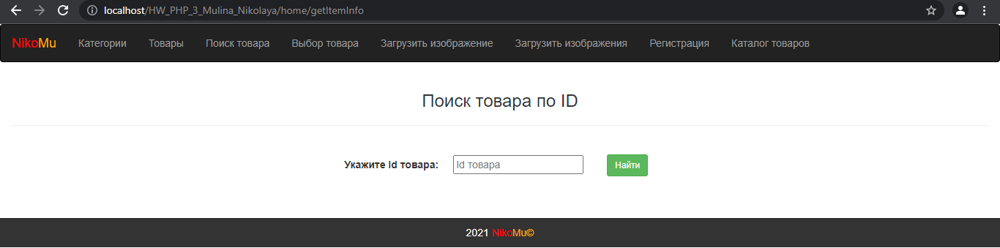 localhost/HW_PHP_3_Mulina_Nikolaya/home/getItemInfo
NikoMu Категории Товары Поиск товара Выбор товара Загрузить изображение Загрузить изображения Регистрация Каталог товаров
Поиск товара по ID
Укажите Id товара: Id товара Найти
2021 NikoMu©